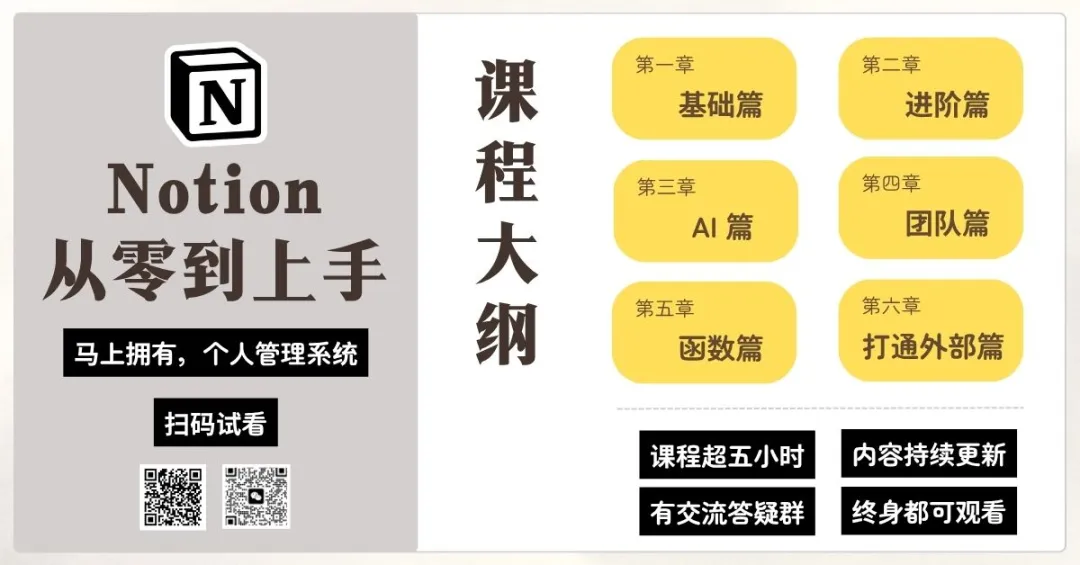 N
Notion
从零到上手
马上拥有，个人管理系统
扫码试看
课程大纲
第一章
基础篇
第二章
进阶篇
第三章
AI 篇
第四章
团队篇
第五章
函数篇
第六章
打通外部篇
课程超五小时
内容持续更新
有交流答疑群
终身都可观看